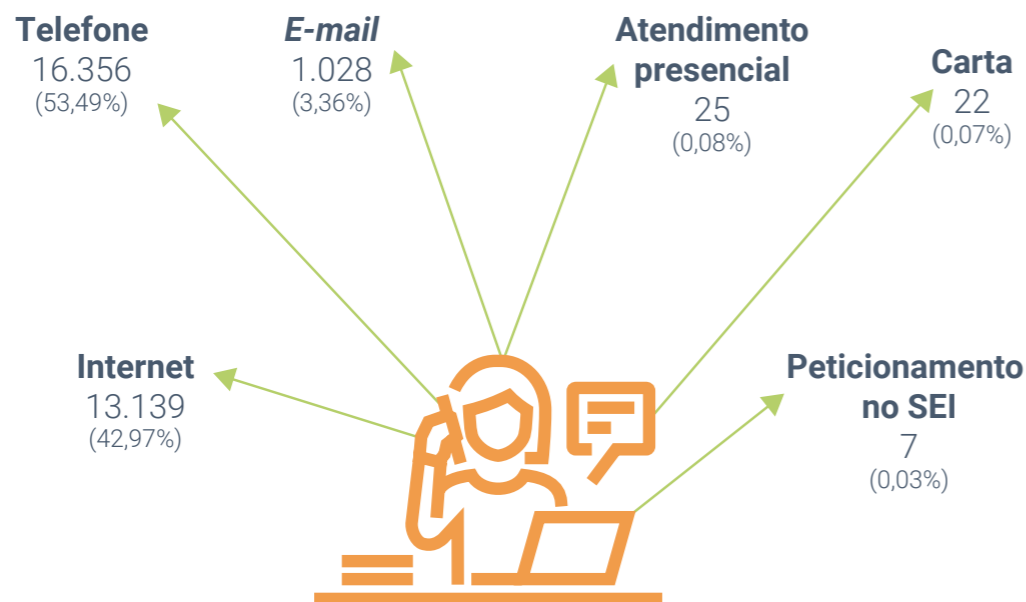 Telefone
16.356
(53,49%)
E-mail
1.028
(3,36%)
Atendimento
presencial
25
(0,08%)
Carta
22
(0,07%)
Internet
13.139
(42,97%)
Peticionamento
no SEI
7
(0,03%)